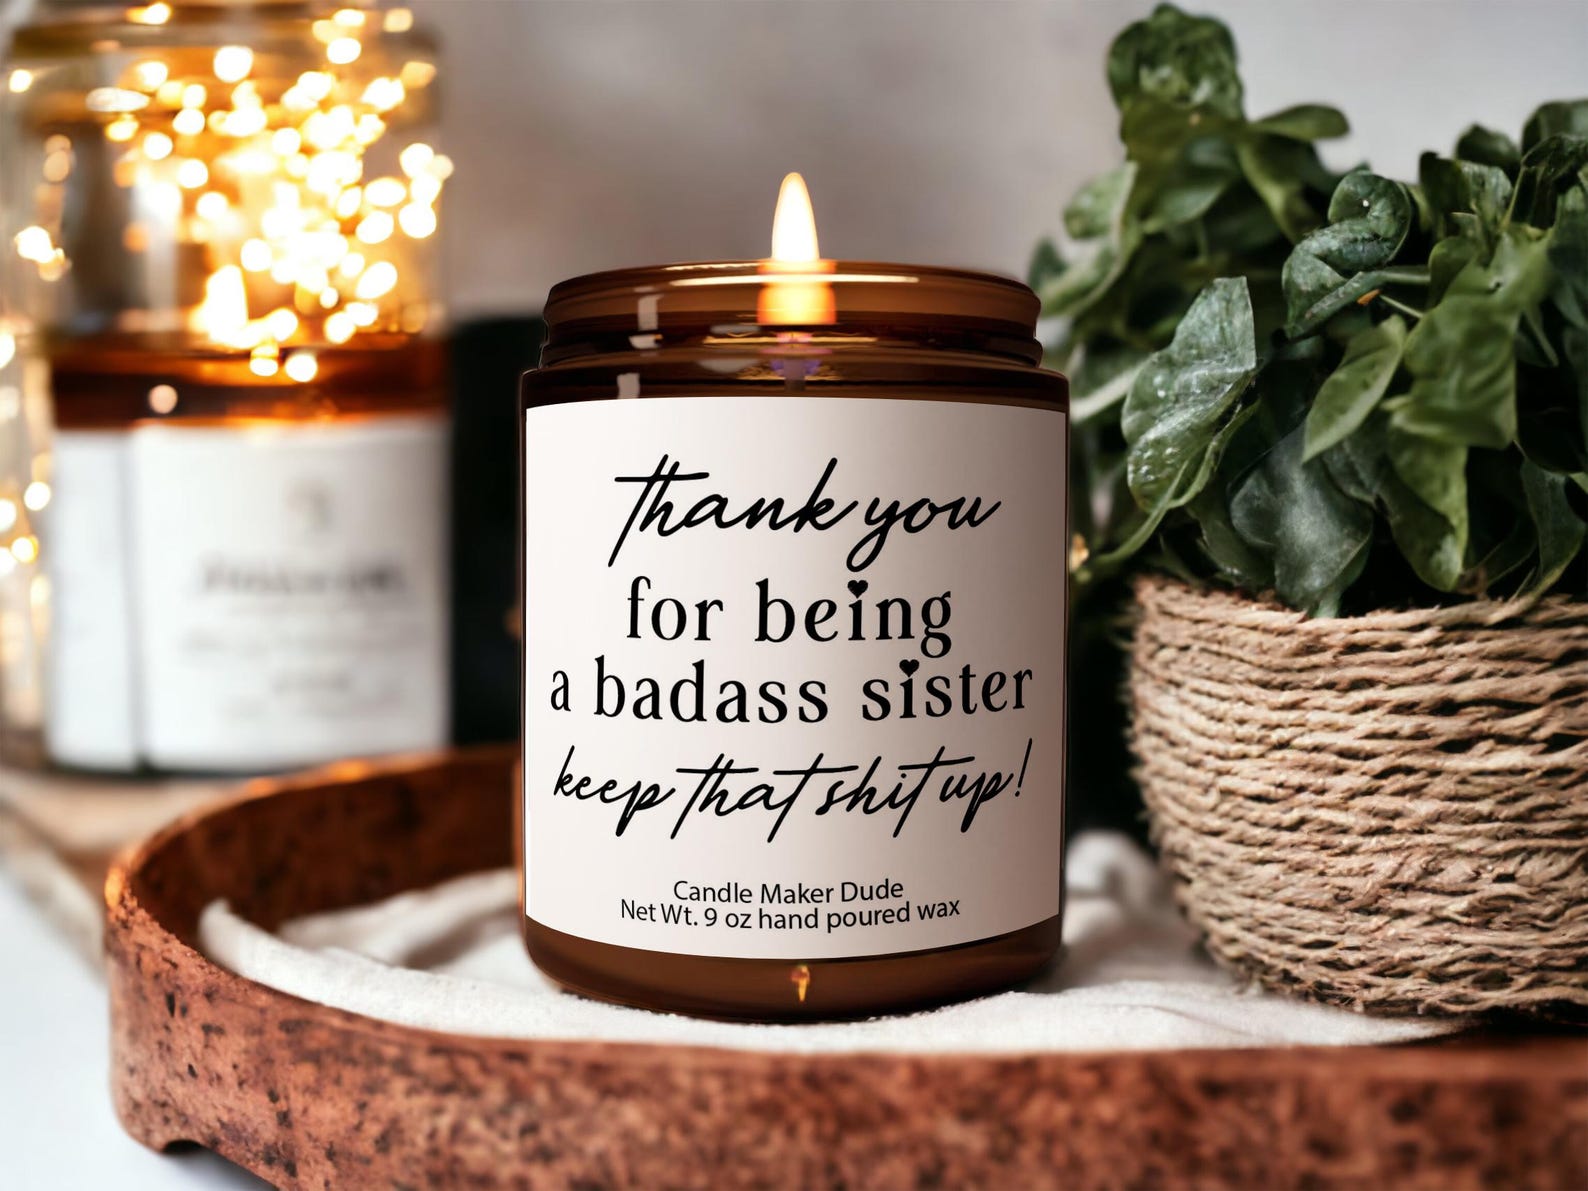 thank you
for being
a badass sister
keep that shit up!
Candle Maker Dude
Net Wt. 9 oz hand poured wax